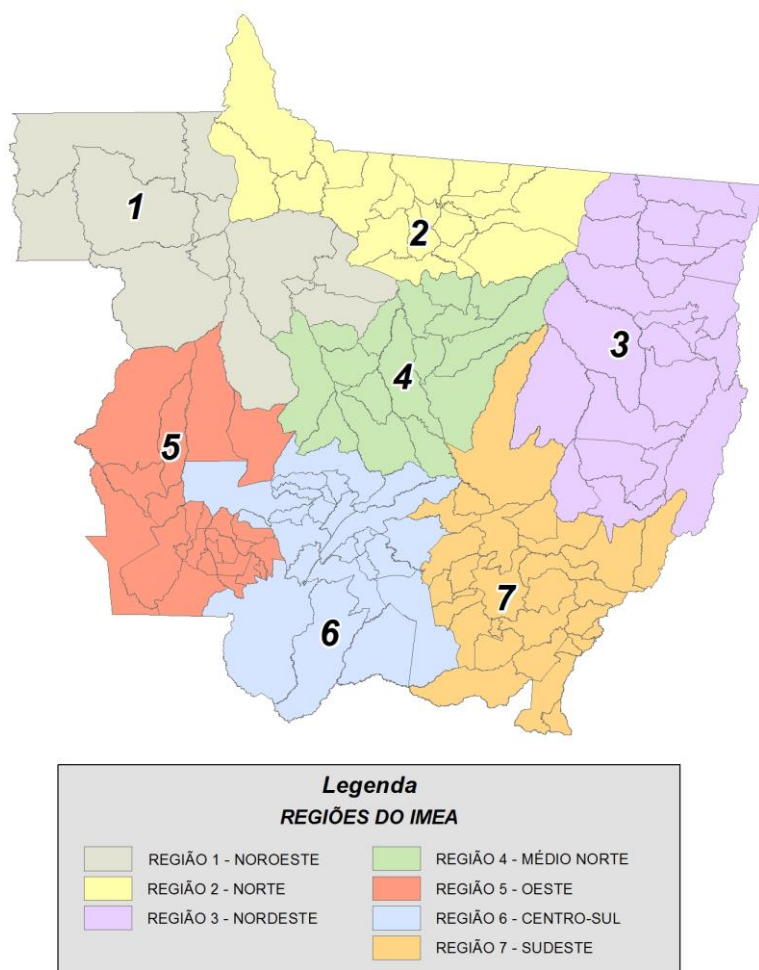 1
2
3
4
5
6
7
Legenda
REGIÕES DO IMEA
REGIÃO 1 - NOROESTE
REGIÃO 2 - NORTE
REGIÃO 3 - NORDESTE
REGIÃO 4 - MÉDIO NORTE
REGIÃO 5 - OESTE
REGIÃO 6 - CENTRO-SUL
REGIÃO 7 - SUDESTE